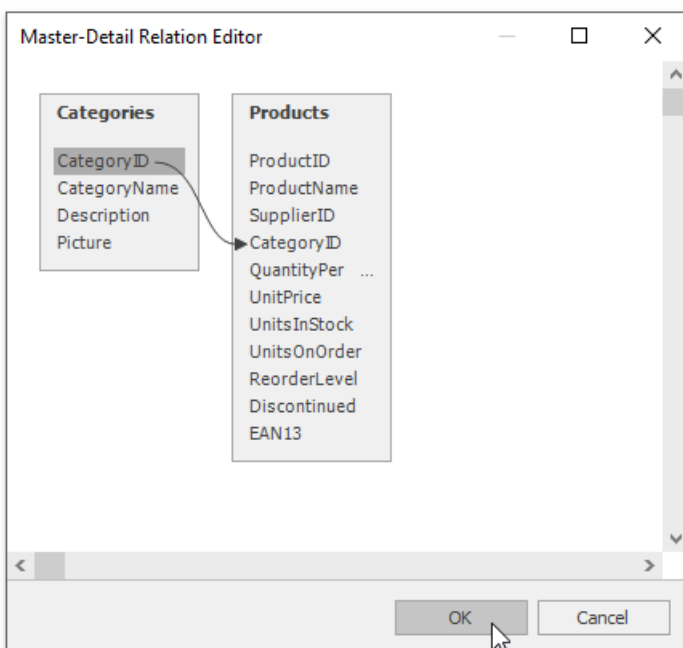 Master-Detail Relation Editor
Categories
CategoryID
CategoryName
Description
Picture
Products
ProductID
ProductName
SupplierID
CategoryID
QuantityPer ...
UnitPrice
UnitsInStock
UnitsOnOrder
ReorderLevel
Discontinued
EAN13
OK
Cancel